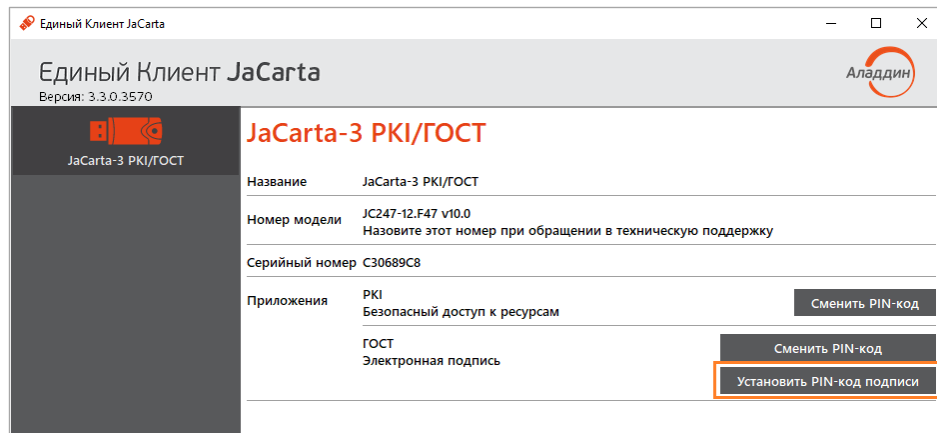 Единый Клиент JaCarta
Единый Клиент JaCarta
Версия: 3.3.0.3570
Аладдин
JaCarta-3 PKI/ГОСТ
JaCarta-3 PKI/ГОСТ
Название JaCarta-3 PKI/ГОСТ
Номер модели JC247-12.F47 v10.0
Назовите этот номер при обращении в техническую поддержку
Серийный номер C30689C8
Приложения PKI
Безопасный доступ к ресурсам
Сменить PIN-код
ГОСТ
Электронная подпись
Сменить PIN-код
Установить PIN-код подписи